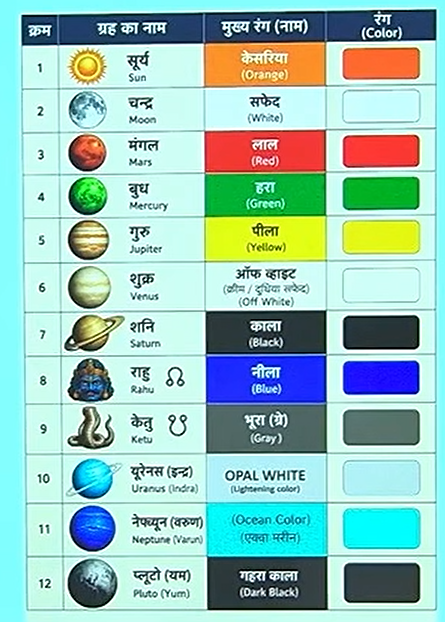 क्रम ग्रह का नाम मुख्य रंग (नाम) रंग
(Color)
1 सूर्य केसरिया
Sun (Orange)
2 चन्द्र सफेद
Moon (White)
3 मंगल लाल
Mars (Red)
4 बुध हरा
Mercury (Green)
5 गुरु पीला
Jupiter (Yellow)
6 शुक्र ऑफ व्हाइट
Venus (क्रीम / दुधिया सफेद)
(Off White)
7 शनि काला
Saturn (Black)
8 राहु ☊ नीला
Rahu (Blue)
9 केतु ☋ भूरा (ग्रे)
Ketu (Gray)
10 यूरेनस (इन्द्र) OPAL WHITE
Uranus (Indra) (Lightening color)
11 नेफ्च्यून (वरुण) (Ocean Color)
Neptune (Varun) (एक्वा मरीन)
12 प्लूटो (यम) गहरा काला
Pluto (Yum) (Dark Black)